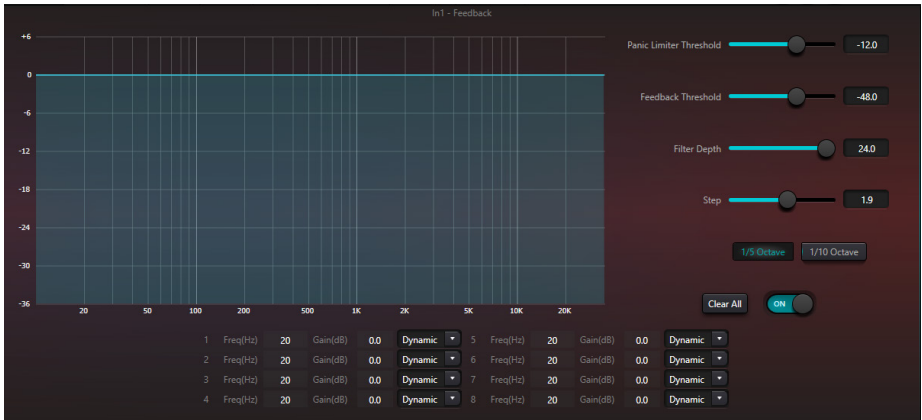 In1 - Feedback
+6
0
-6
-12
-18
-24
-30
-36
20 50 100 200 500 1K 2K 5K 10K 20K
Panic Limiter Threshold -12.0
Feedback Threshold -48.0
Filter Depth 24.0
Step 1.9
1/5 Octave 1/10 Octave
Clear All ON
1 Freq(Hz) 20 Gain(dB) 0.0 Dynamic 5 Freq(Hz) 20 Gain(dB) 0.0 Dynamic
2 Freq(Hz) 20 Gain(dB) 0.0 Dynamic 6 Freq(Hz) 20 Gain(dB) 0.0 Dynamic
3 Freq(Hz) 20 Gain(dB) 0.0 Dynamic 7 Freq(Hz) 20 Gain(dB) 0.0 Dynamic
4 Freq(Hz) 20 Gain(dB) 0.0 Dynamic 8 Freq(Hz) 20 Gain(dB) 0.0 Dynamic